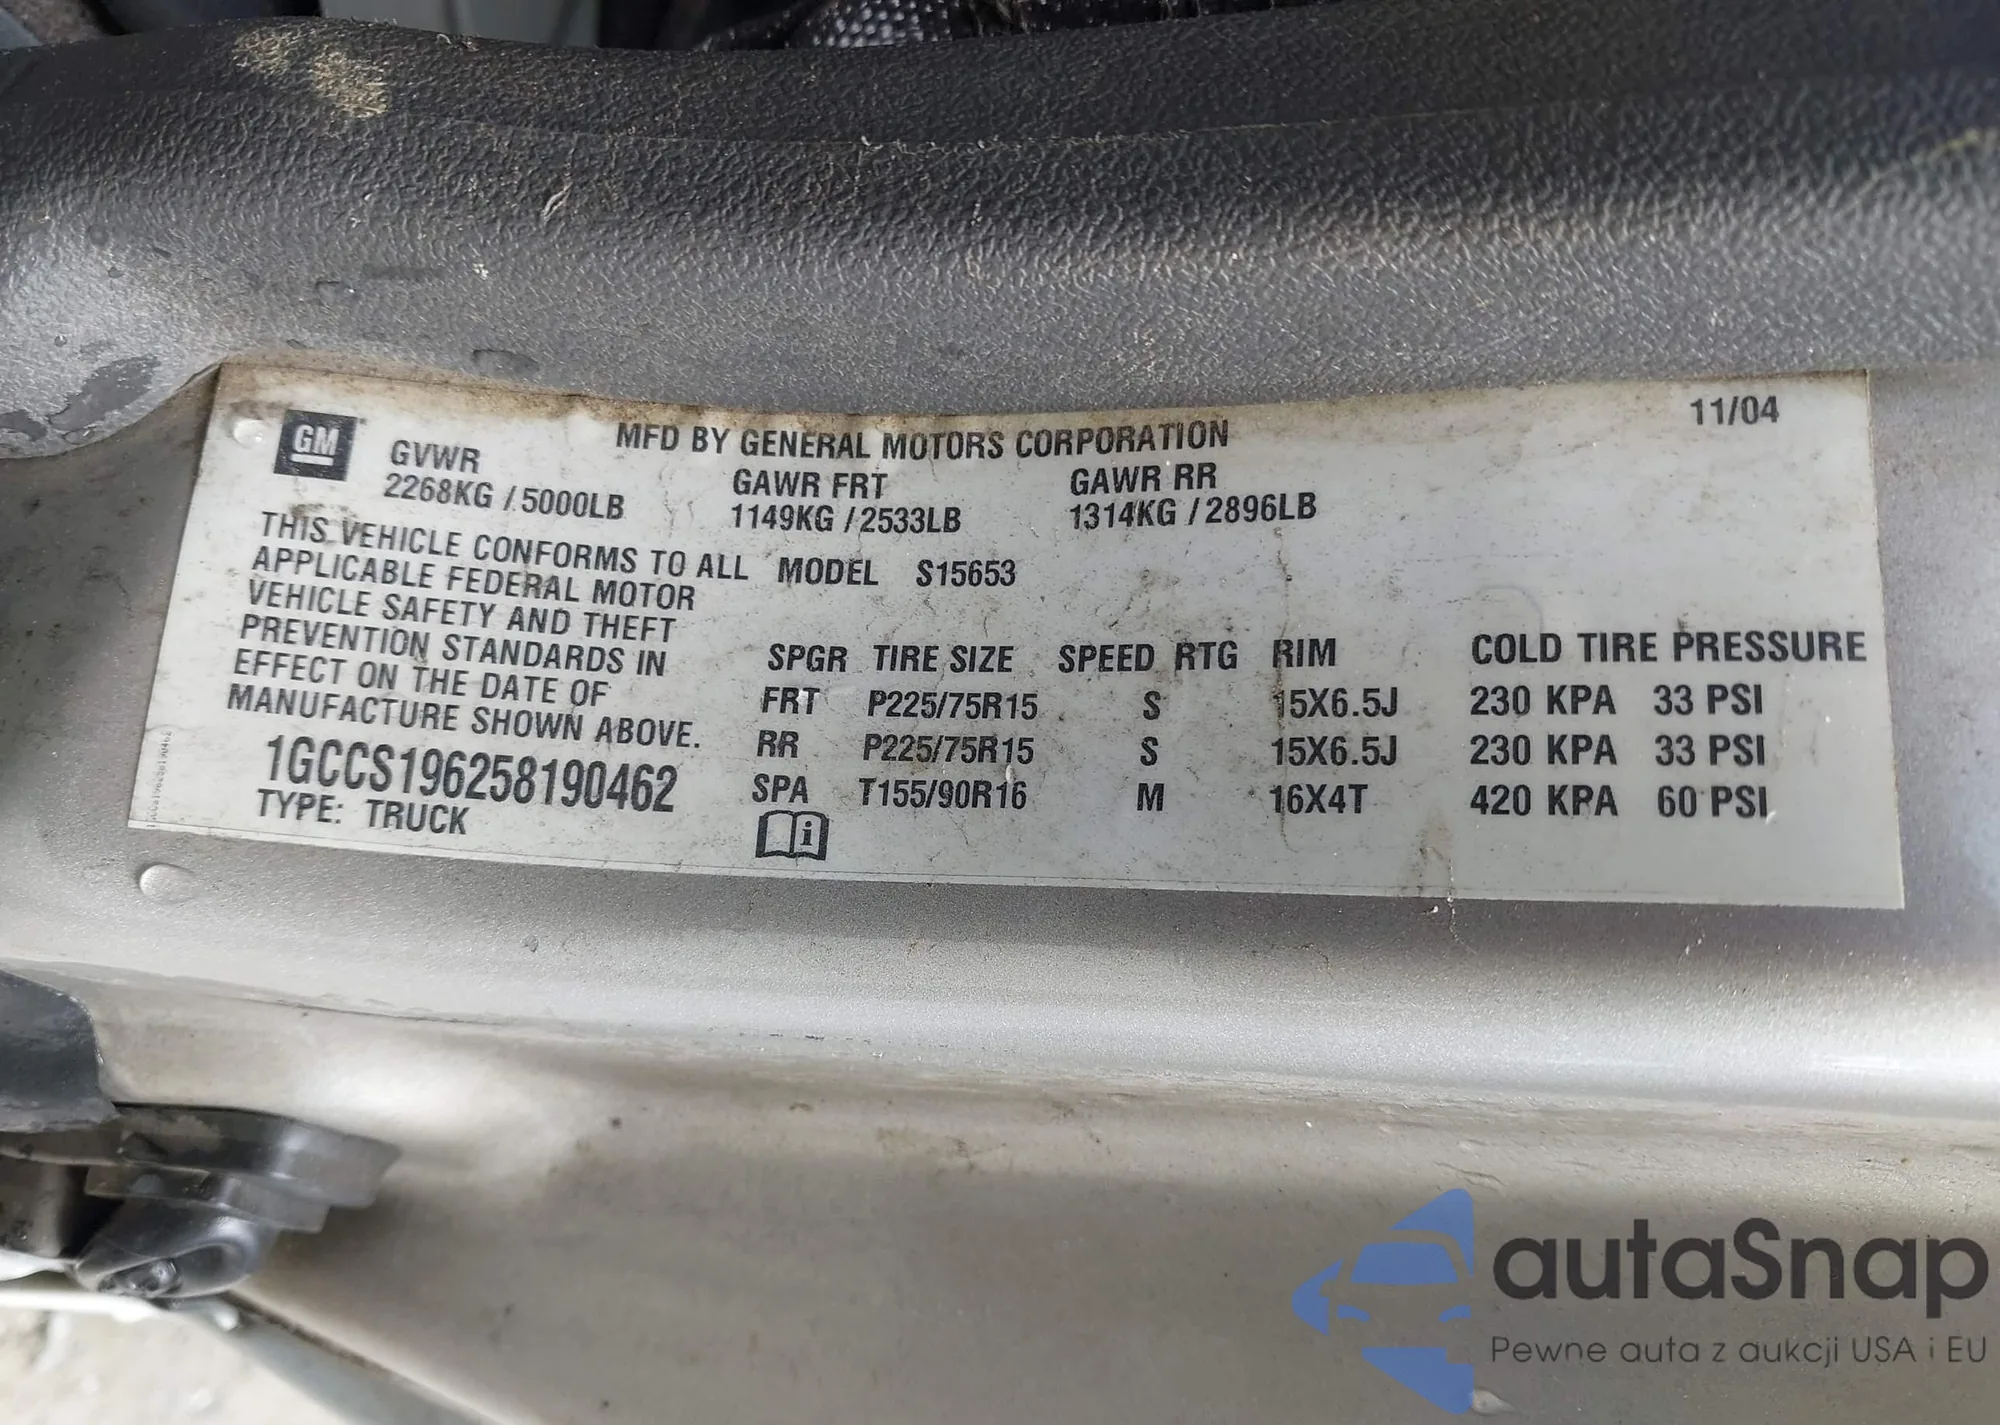 GM
11/04
MFD BY GENERAL MOTORS CORPORATION
GVWR GAWR FRT GAWR RR
2268KG / 5000LB 1149KG / 2533LB 1314KG / 2896LB
THIS VEHICLE CONFORMS TO ALL
APPLICABLE FEDERAL MOTOR
VEHICLE SAFETY AND THEFT
PREVENTION STANDARDS IN
EFFECT ON THE DATE OF
MANUFACTURE SHOWN ABOVE.
1GCCS196258190462
TYPE: TRUCK
MODEL S15653
SPGR TIRE SIZE SPEED RTG RIM COLD TIRE PRESSURE
FRT P225/75R15 S 15X6.5J 230 KPA 33 PSI
RR P225/75R15 S 15X6.5J 230 KPA 33 PSI
SPA T155/90R16 M 16X4T 420 KPA 60 PSI
i
autaSnap
Pewne auta z aukcji USA i EU